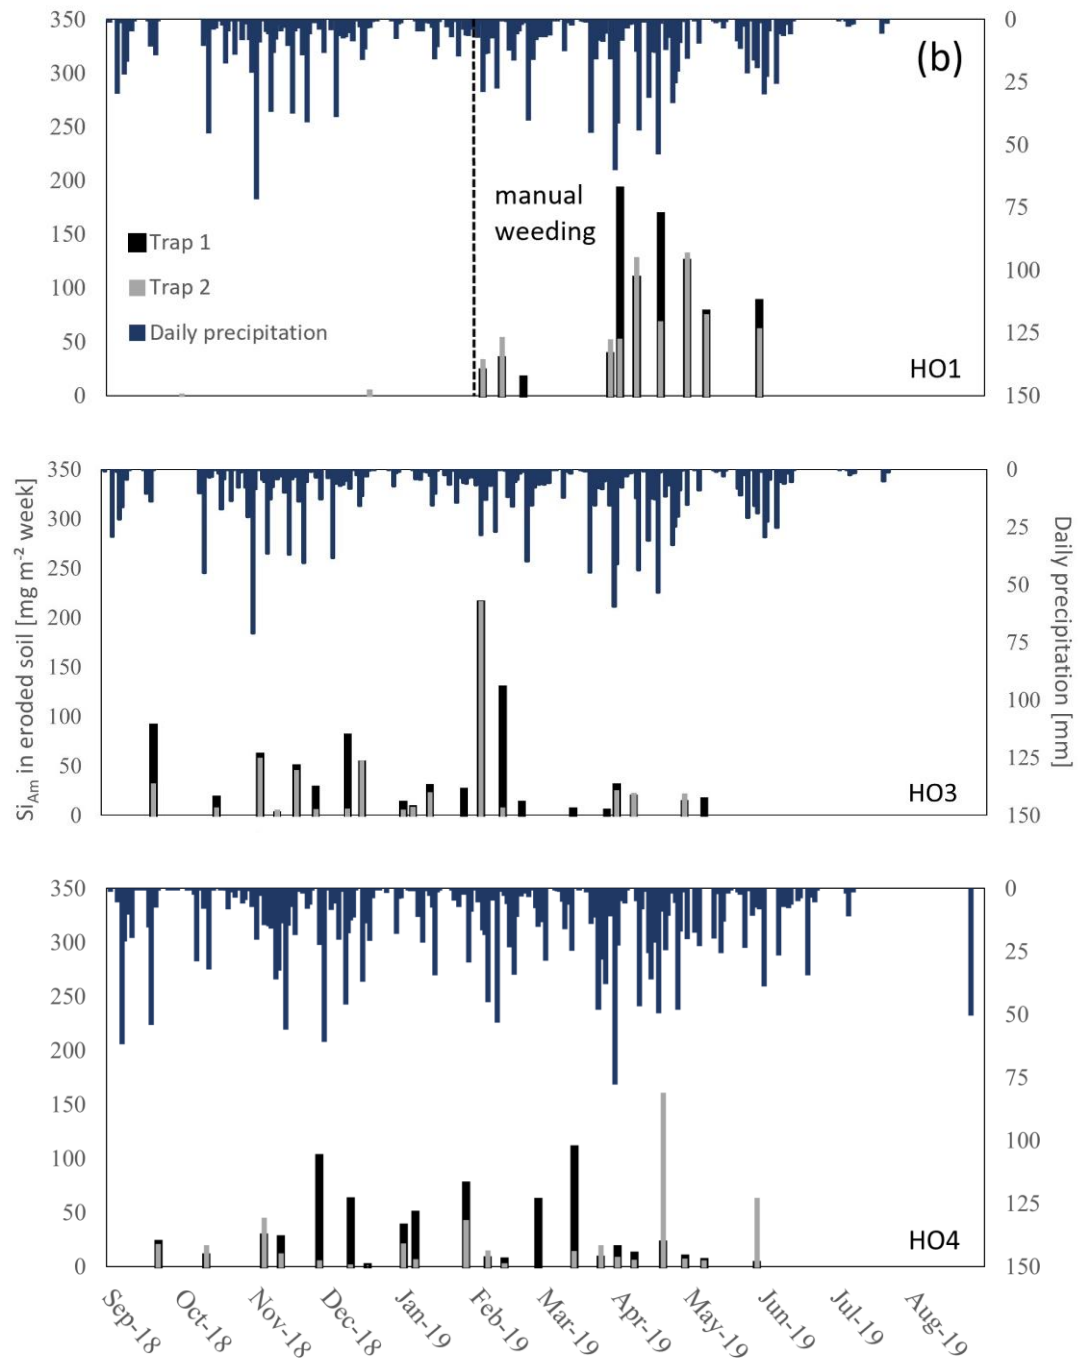 350
300
250
200
150
100
50
0
0
25
50
75
100
125
150
(b)
manual
weeding
Trap 1
Trap 2
Daily precipitation
HO1
350
300
250
200
150
100
50
0
0
25
50
75
100
125
150
HO3
Si_Am in eroded soil [mg m⁻² week]
Daily precipitation [mm]
350
300
250
200
150
100
50
0
0
25
50
75
100
125
150
HO4
Sep-18
Oct-18
Nov-18
Dec-18
Jan-19
Feb-19
Mar-19
Apr-19
May-19
Jun-19
Jul-19
Aug-19